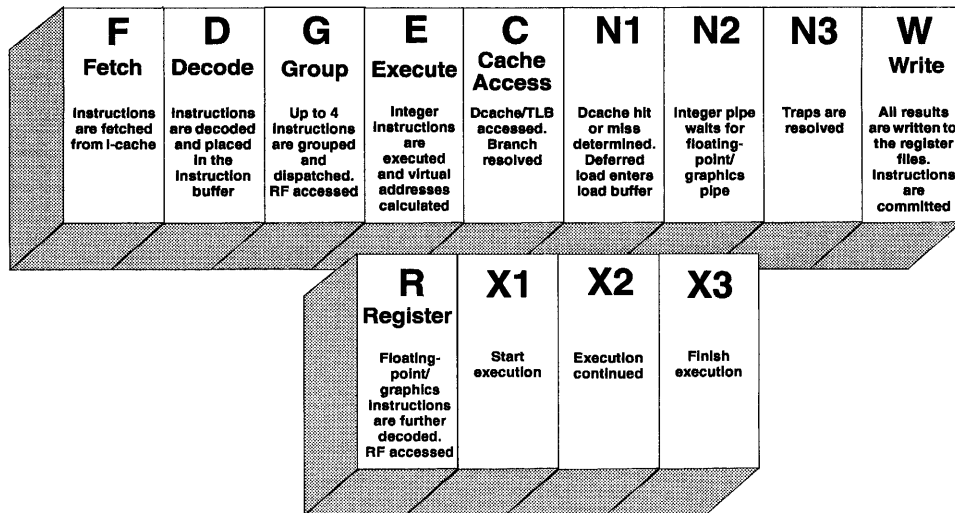 F
Fetch
Instructions
are fetched
from I-cache
D
Decode
Instructions
are decoded
and placed
in the
instruction
buffer
G
Group
Up to 4
instructions
are grouped
and
dispatched.
RF accessed
E
Execute
Integer
instructions
are
executed
and virtual
addresses
calculated
C
Cache
Access
Dcache/TLB
accessed.
Branch
resolved
N1
Dcache hit
or miss
determined.
Deferred
load enters
load buffer
N2
Integer pipe
waits for
floating-
point/
graphics
pipe
N3
Traps are
resolved
W
Write
All results
are written to
the register
files.
Instructions
are
committed
R
Register
Floating-
point/
graphics
instructions
are further
decoded.
RF accessed
X1
Start
execution
X2
Execution
continued
X3
Finish
execution